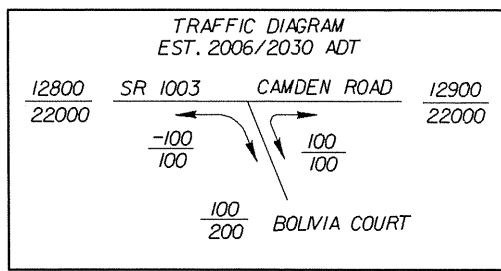 TRAFFIC DIAGRAM
EST. 2006/2030 ADT
12800 SR 1003 CAMDEN ROAD 12900
22000 22000
-100 100
100 100
100
200 BOLIVIA COURT